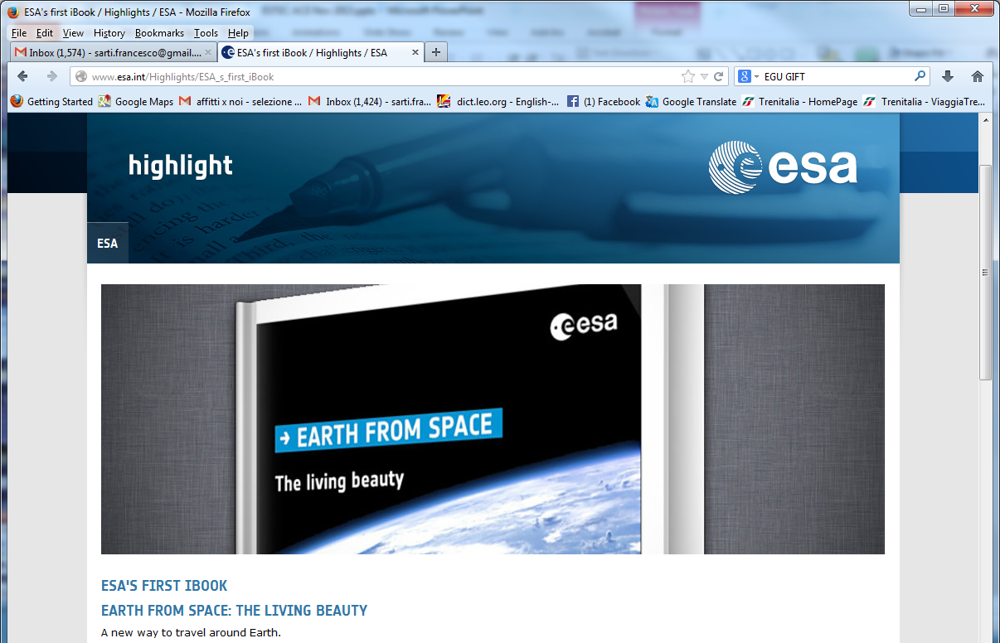 ESA's first iBook / Highlights / ESA - Mozilla Firefox
File Edit View History Bookmarks Tools Help
Inbox (1,574) - sarti.francesco@gmail.... ESA's first iBook / Highlights / ESA
www.esa.int/Highlights/ESA_s_first_iBook EGU GIFT
Getting Started Google Maps affitti x noi - selezione ... Inbox (1,424) - sarti.fra... dict.leo.org - English-... (1) Facebook Google Translate Trenitalia - HomePage Trenitalia - ViaggiaTre...
highlight
esa
ESA
esa
→ EARTH FROM SPACE
The living beauty
ESA'S FIRST IBOOK
EARTH FROM SPACE: THE LIVING BEAUTY
A new way to travel around Earth.